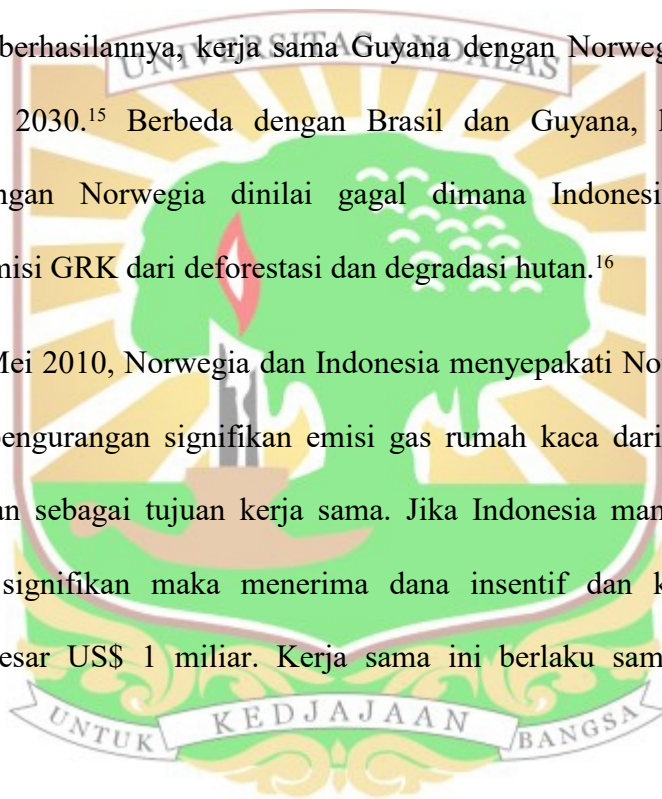 UNIVERSITAS ANDALAS
berhasilannya, kerja sama Guyana dengan Norweg
2030.¹⁵ Berbeda dengan Brasil dan Guyana,
ngan Norwegia dinilai gagal dimana Indonesi
misi GRK dari deforestasi dan degradasi hutan.¹⁶
Mei 2010, Norwegia dan Indonesia menyepakati No
pengurangan signifikan emisi gas rumah kaca dari
an sebagai tujuan kerja sama. Jika Indonesia
signifikan maka menerima dana insentif dan
esar US$ 1 miliar. Kerja sama ini berlaku sam
UNTUK KEDJAJAAN BANGSA